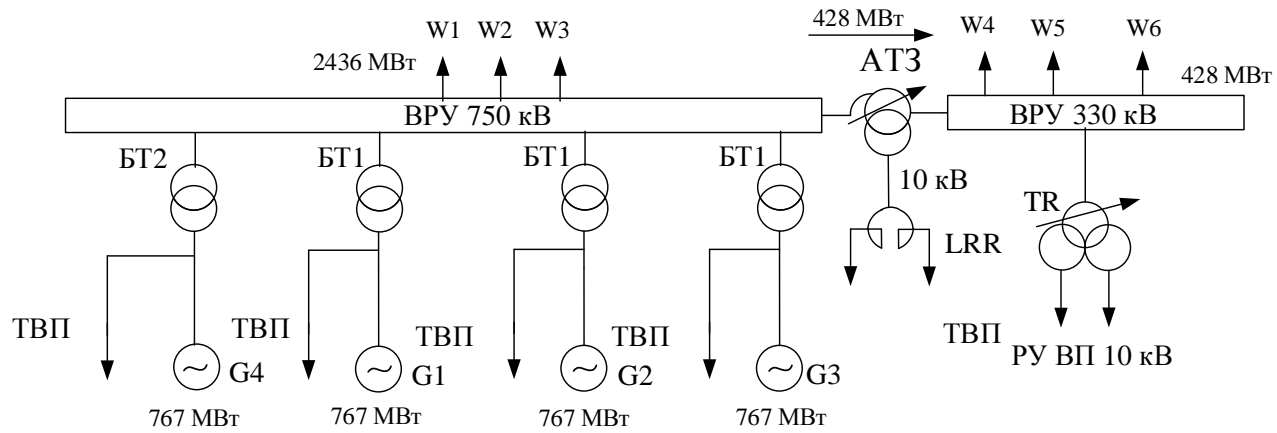 W1 W2 W3
428 МВт
W4 W5 W6
2436 МВт
АТЗ
428 МВт
ВРУ 750 кВ
ВРУ 330 кВ
БТ2 БТ1 БТ1 БТ1
10 кВ
TR
LRR
ТВП ТВП ТВП ТВП ТВП
РУ ВП 10 кВ
G4 G1 G2 G3
767 МВт 767 МВт 767 МВт 767 МВт